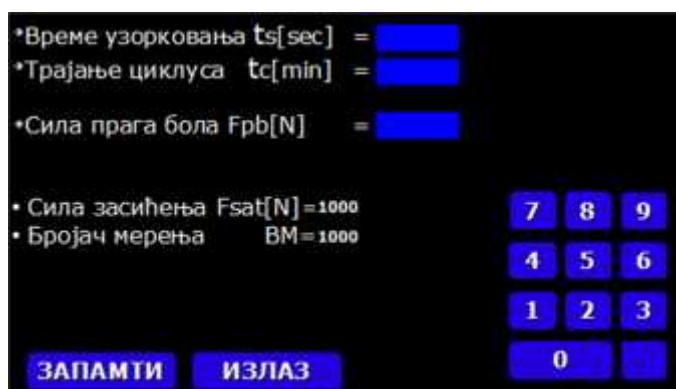 *Време узорковања ts[sec] =
*Трајање циклуса tc[min] =
•Сила прага бола Fpb[N] =
• Сила засићења Fsat[N]=1000
• Бројач мерења BM=1000
7 8 9
4 5 6
1 2 3
0
ЗАПАМТИ ИЗЛАЗ